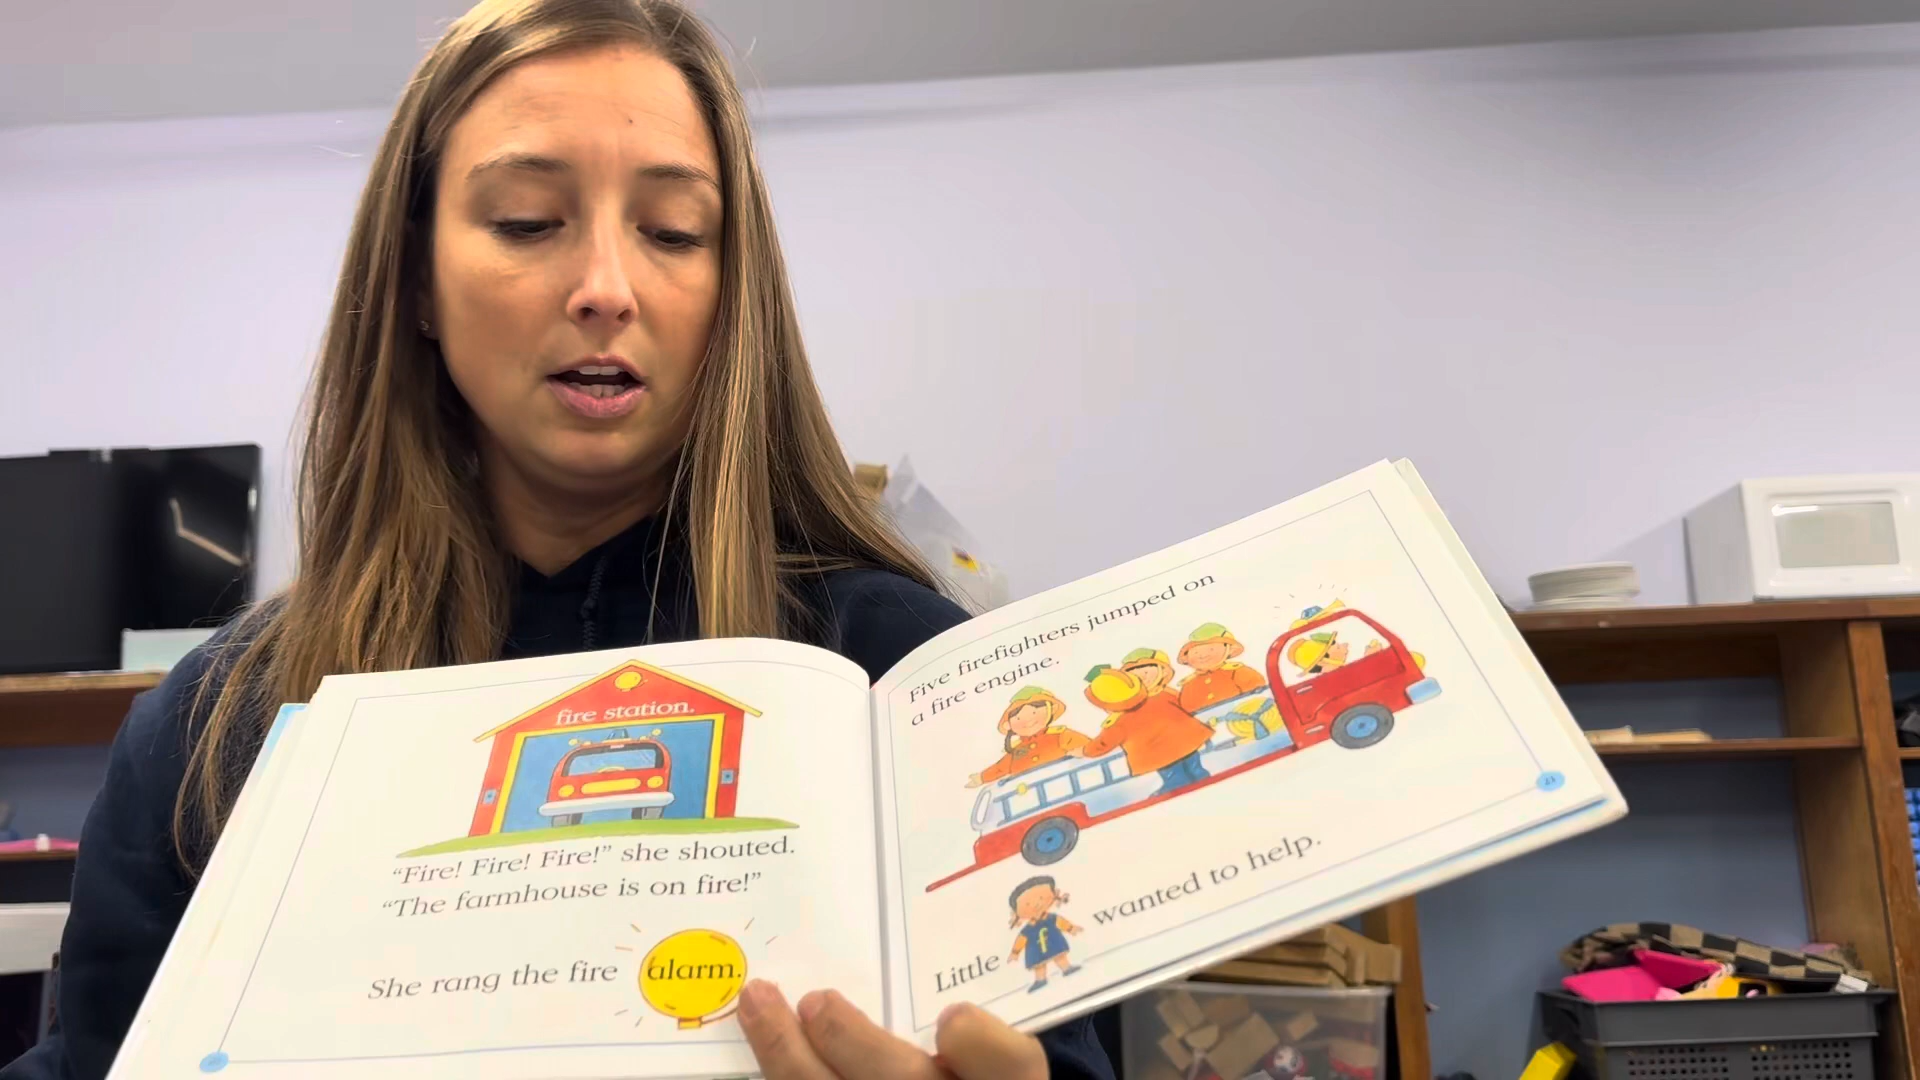 fire station.
“Fire! Fire! Fire!” she shouted.
“The farmhouse is on fire!”
She rang the fire alarm.
Five firefighters jumped on
a fire engine.
Little f wanted to help.